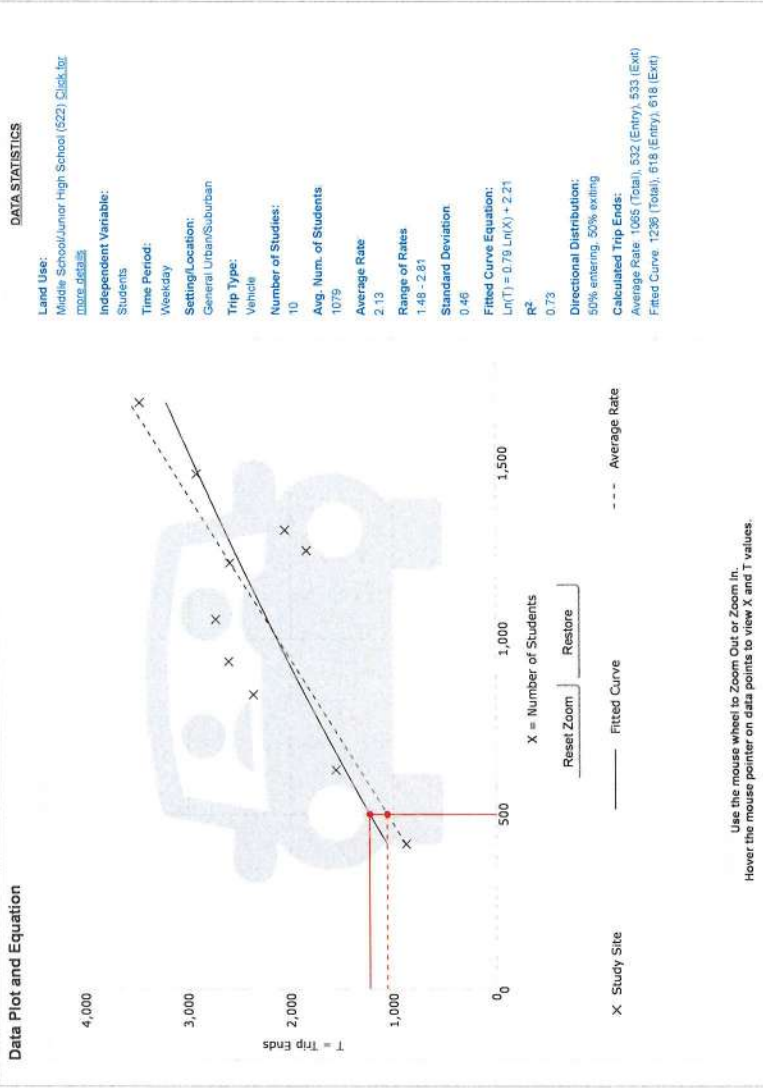 Data Plot and Equation
4,000
3,000
2,000
1,000
0
0
500
1,000
1,500
T = Trip Ends
X = Number of Students
Reset Zoom
Restore
X Study Site
Fitted Curve
Average Rate
Use the mouse wheel to Zoom Out or Zoom In.
Hover the mouse pointer on data points to view X and T values.
DATA STATISTICS
Land Use:
Middle School/Junior High School (522) Click for
more details
Independent Variable:
Students
Time Period:
Weekday
Setting/Location:
General Urban/Suburban
Trip Type:
Vehicle
Number of Studies:
10
Avg. Num. of Students
1079
Average Rate
2.13
Range of Rates
1.48 - 2.81
Standard Deviation
0.46
Fitted Curve Equation:
Ln(T) = 0.79 Ln(X) + 2.21
R²
0.73
Directional Distribution:
50% entering, 50% exiting
Calculated Trip Ends:
Average Rate: 1065 (Total), 532 (Entry), 533 (Exit)
Fitted Curve: 1236 (Total), 618 (Entry), 618 (Exit)